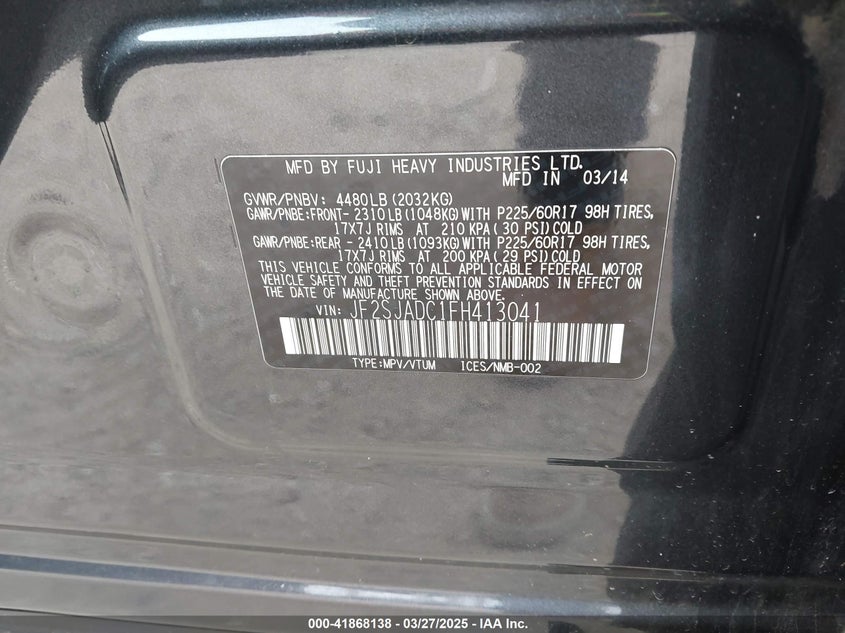 MFD BY FUJI HEAVY INDUSTRIES LTD.
MFD IN 03/14
GVWR/PNBV: 4480LB(2032KG)
GAWR/PNBE:FRONT- 2310LB(1048KG)WITH P225/60R17 98H TIRES,
17X7J RIMS AT 210 KPA( 30 PSI)COLD
GAWR/PNBE:REAR - 2410LB(1093KG)WITH P225/60R17 98H TIRES,
17X7J RIMS AT 200 KPA( 29 PSI)COLD
THIS VEHICLE CONFORMS TO ALL APPLICABLE FEDERAL MOTOR
VEHICLE SAFETY AND THEFT PREVENTION STANDARDS IN EFFECT ON
THE DATE OF MANUFACTURE SHOWN ABOVE.
VIN: JF2SJADC1FH413041
TYPE:MPV/VTUM ICES/NMB-002
000-41868138 - 03/27/2025 - IAA Inc.